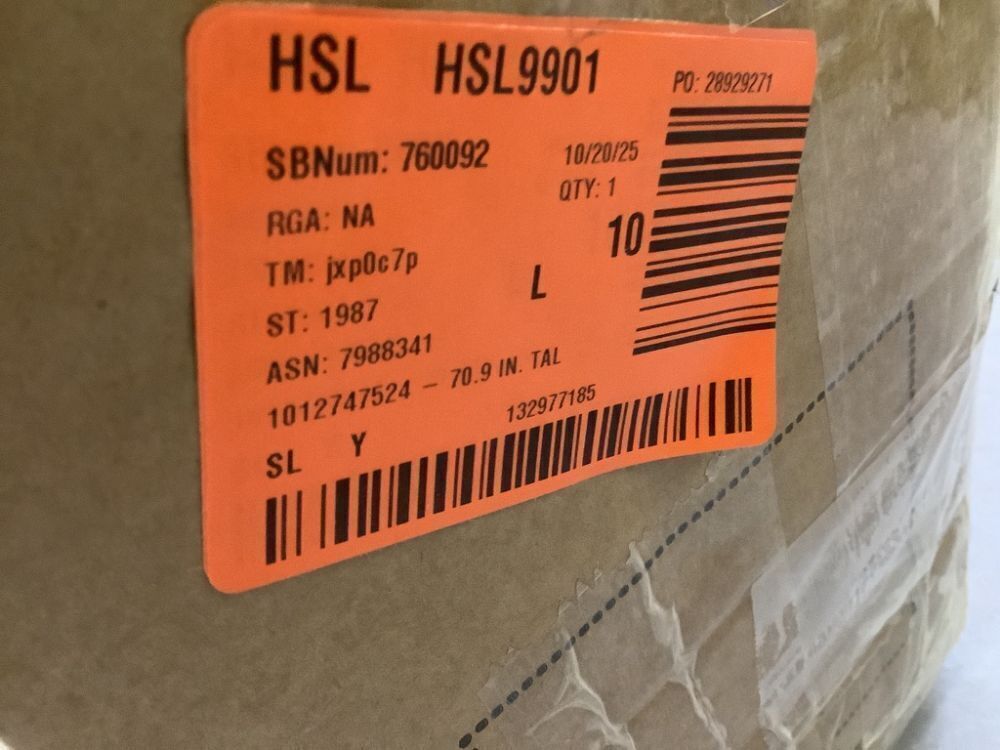 HSL HSL9901 PO: 28929271
SBNum: 760092 10/20/25
RGA: NA QTY: 1
TM: jxp0c7p 10
ST: 1987 L
ASN: 7988341
1012747524 – 70.9 IN. TAL
SL Y 132977185